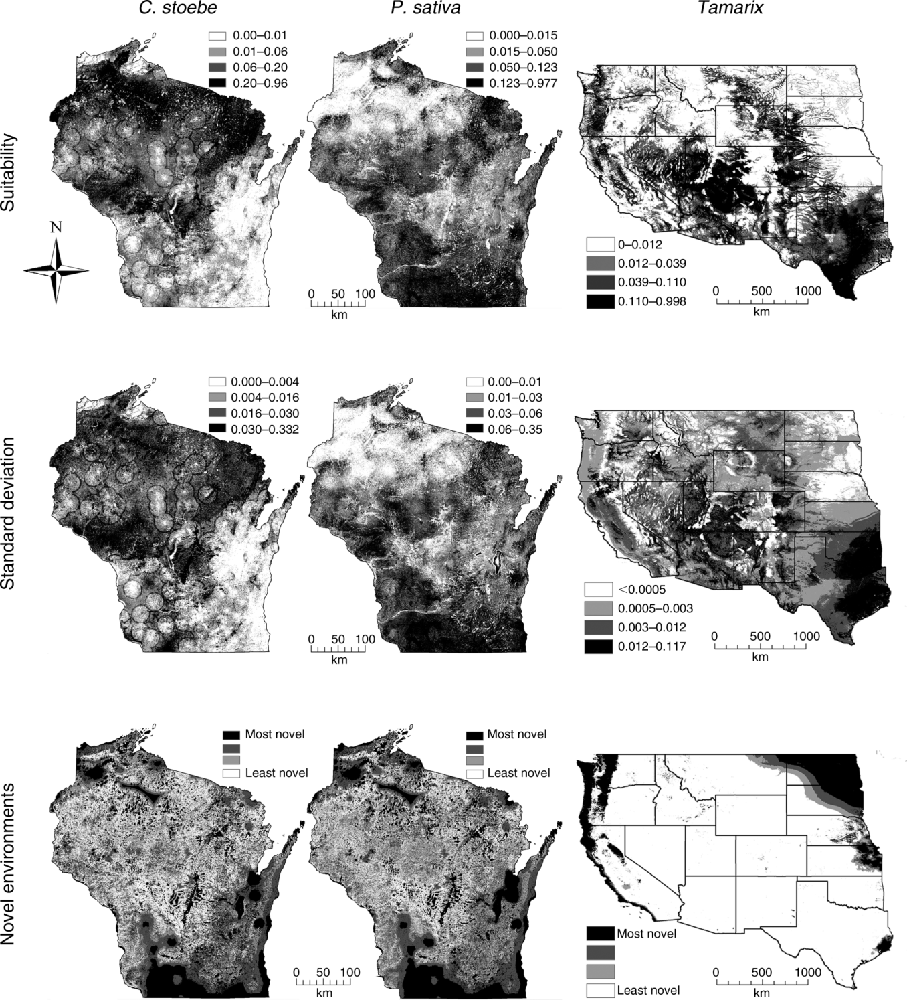 C. stoebe
P. sativa
Tamarix
Suitability
0.00–0.01
0.01–0.06
0.06–0.20
0.20–0.96
0.000–0.015
0.015–0.050
0.050–0.123
0.123–0.977
0–0.012
0.012–0.039
0.039–0.110
0.110–0.998
N
0 50 100
km
0 500 1000
km
Standard deviation
0.000–0.004
0.004–0.016
0.016–0.030
0.030–0.332
0.00–0.01
0.01–0.03
0.03–0.06
0.06–0.35
<0.0005
0.0005–0.003
0.003–0.012
0.012–0.117
0 50 100
km
0 500 1000
km
Novel environments
Most novel
Least novel
Most novel
Least novel
Most novel
Least novel
0 50 100
km
0 500 1000
km